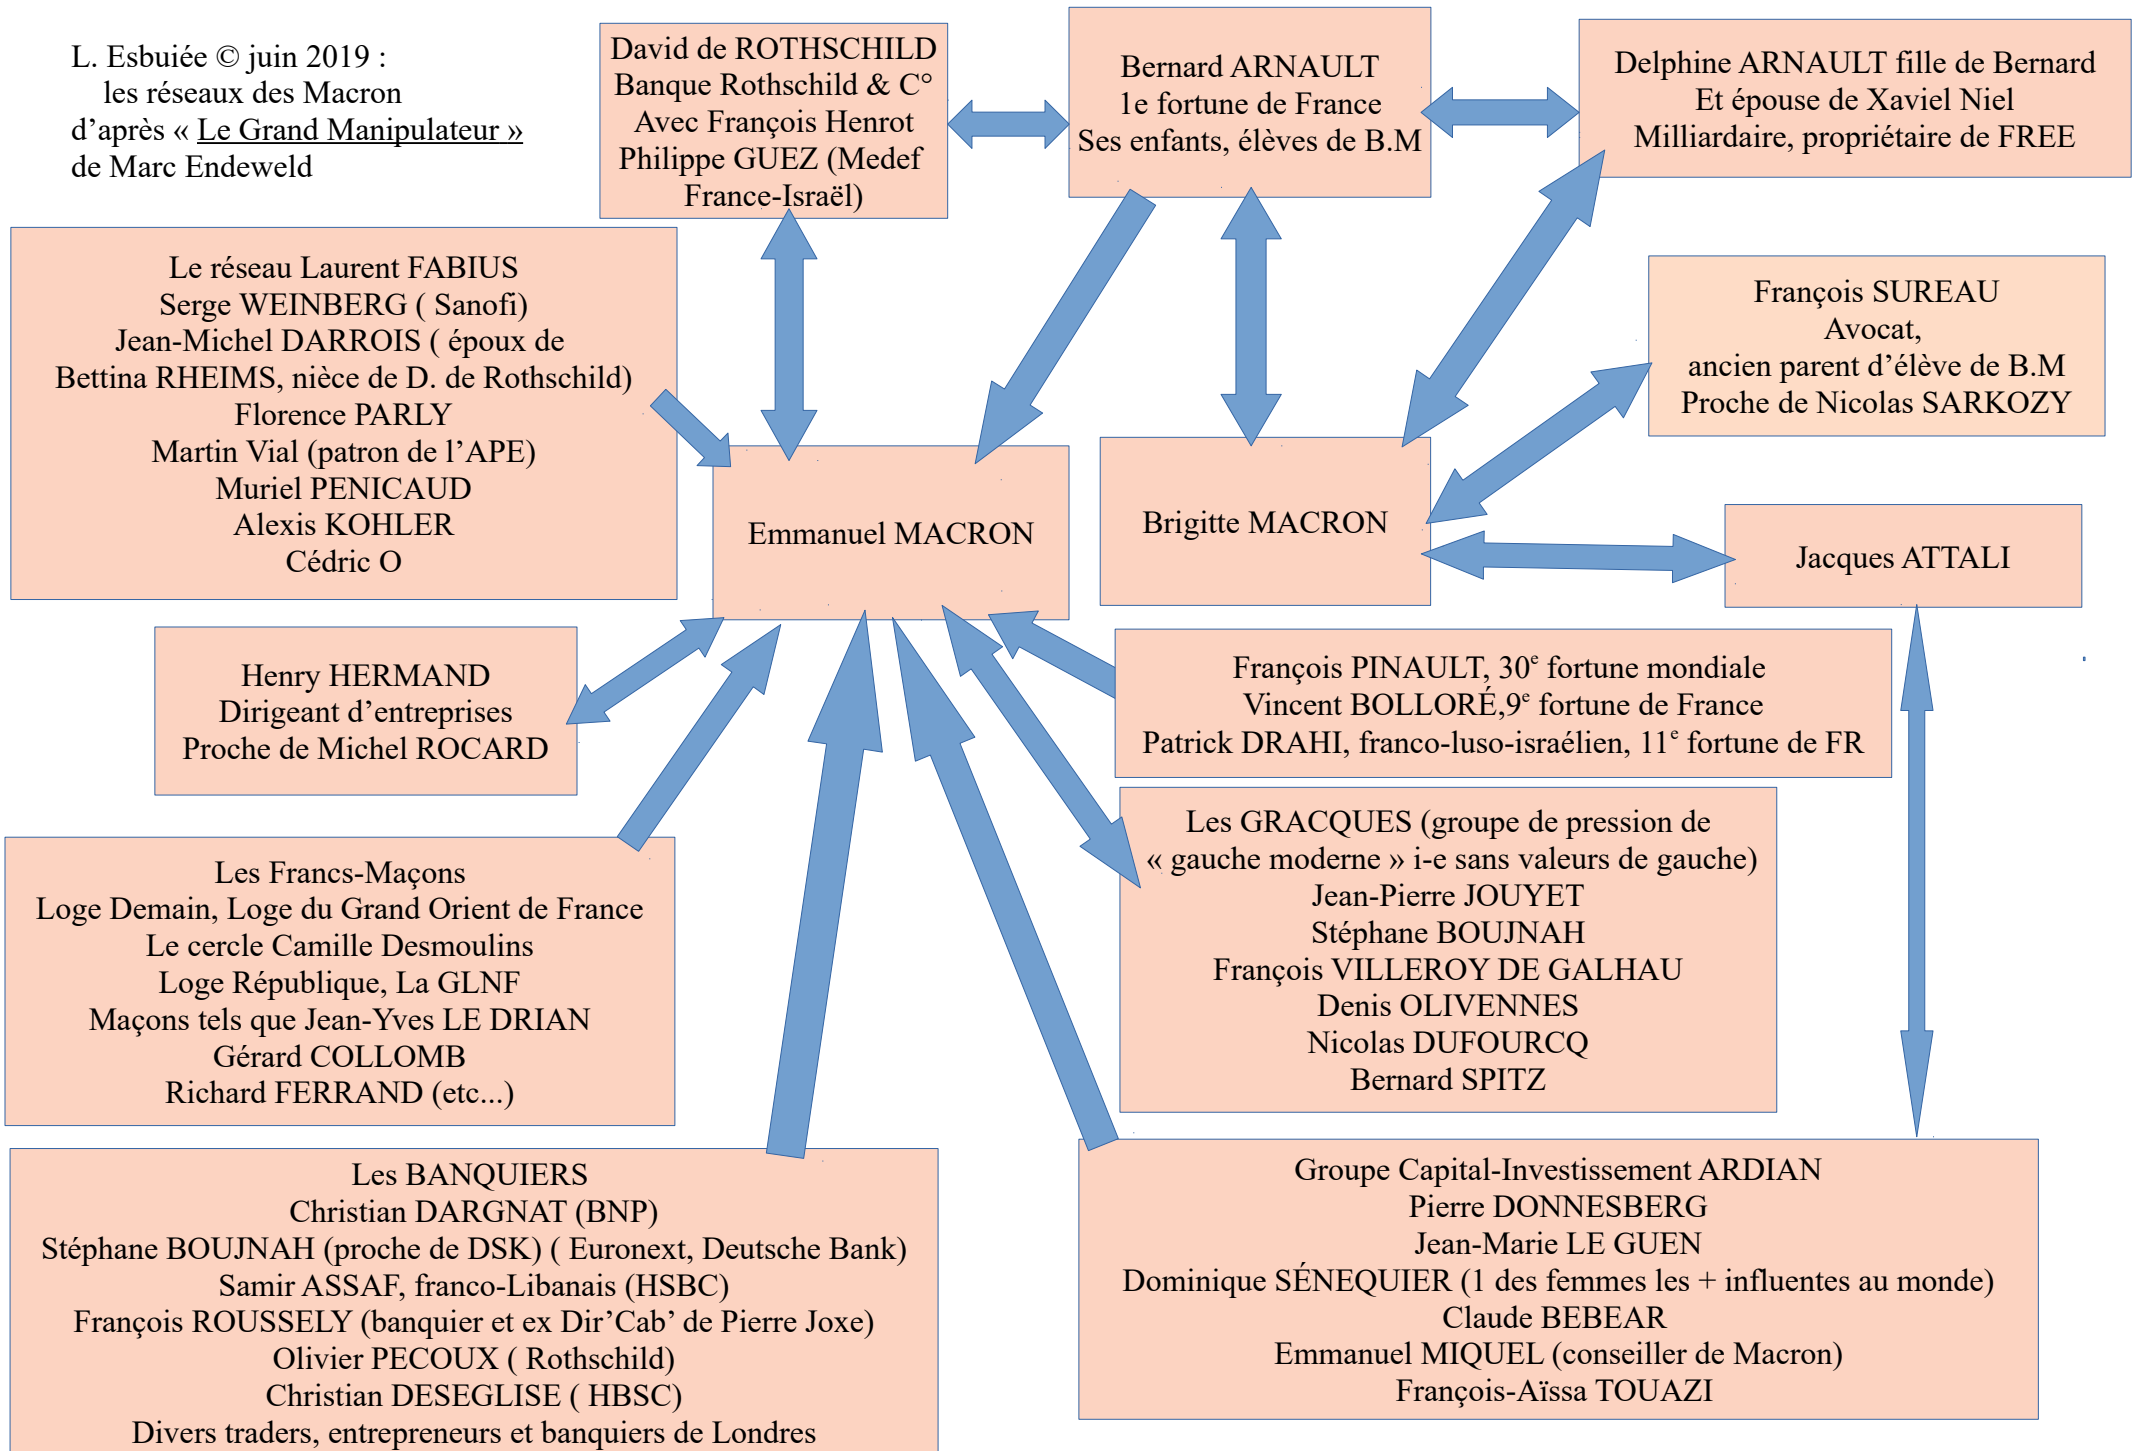 L. Esbuiée © juin 2019 :
les réseaux des Macron
d'après « Le Grand Manipulateur »
de Marc Endeweld
David de ROTHSCHILD
Banque Rothschild & C°
Avec François Henrot
Philippe GUEZ (Medef
France-Israël)
Bernard ARNAULT
1e fortune de France
Ses enfants, élèves de B.M
Delphine ARNAULT fille de Bernard
Et épouse de Xaviel Niel
Milliardaire, propriétaire de FREE
Le réseau Laurent FABIUS
Serge WEINBERG ( Sanofi)
Jean-Michel DARROIS ( époux de
Bettina RHEIMS, nièce de D. de Rothschild)
Florence PARLY
Martin Vial (patron de l'APE)
Muriel PENICAUD
Alexis KOHLER
Cédric O
François SUREAU
Avocat,
ancien parent d'élève de B.M
Proche de Nicolas SARKOZY
Emmanuel MACRON
Brigitte MACRON
Jacques ATTALI
Henry HERMAND
Dirigeant d'entreprises
Proche de Michel ROCARD
François PINAULT, 30e fortune mondiale
Vincent BOLLORÉ,9e fortune de France
Patrick DRAHI, franco-luso-israélien, 11e fortune de FR
Les GRACQUES (groupe de pression de
« gauche moderne » i-e sans valeurs de gauche)
Jean-Pierre JOUYET
Stéphane BOUJNAH
François VILLEROY DE GALHAU
Denis OLIVENNES
Nicolas DUFOURCQ
Bernard SPITZ
Les Francs-Maçons
Loge Demain, Loge du Grand Orient de France
Le cercle Camille Desmoulins
Loge République, La GLNF
Maçons tels que Jean-Yves LE DRIAN
Gérard COLLOMB
Richard FERRAND (etc...)
Les BANQUIERS
Christian DARGNAT (BNP)
Stéphane BOUJNAH (proche de DSK) ( Euronext, Deutsche Bank)
Samir ASSAF, franco-Libanais (HSBC)
François ROUSSELY (banquier et ex Dir'Cab' de Pierre Joxe)
Olivier PECOUX ( Rothschild)
Christian DESEGLISE ( HBSC)
Divers traders, entrepreneurs et banquiers de Londres
Groupe Capital-Investissement ARDIAN
Pierre DONNESBERG
Jean-Marie LE GUEN
Dominique SÉNEQUIER (1 des femmes les + influentes au monde)
Claude BEBEAR
Emmanuel MIQUEL (conseiller de Macron)
François-Aïssa TOUAZI